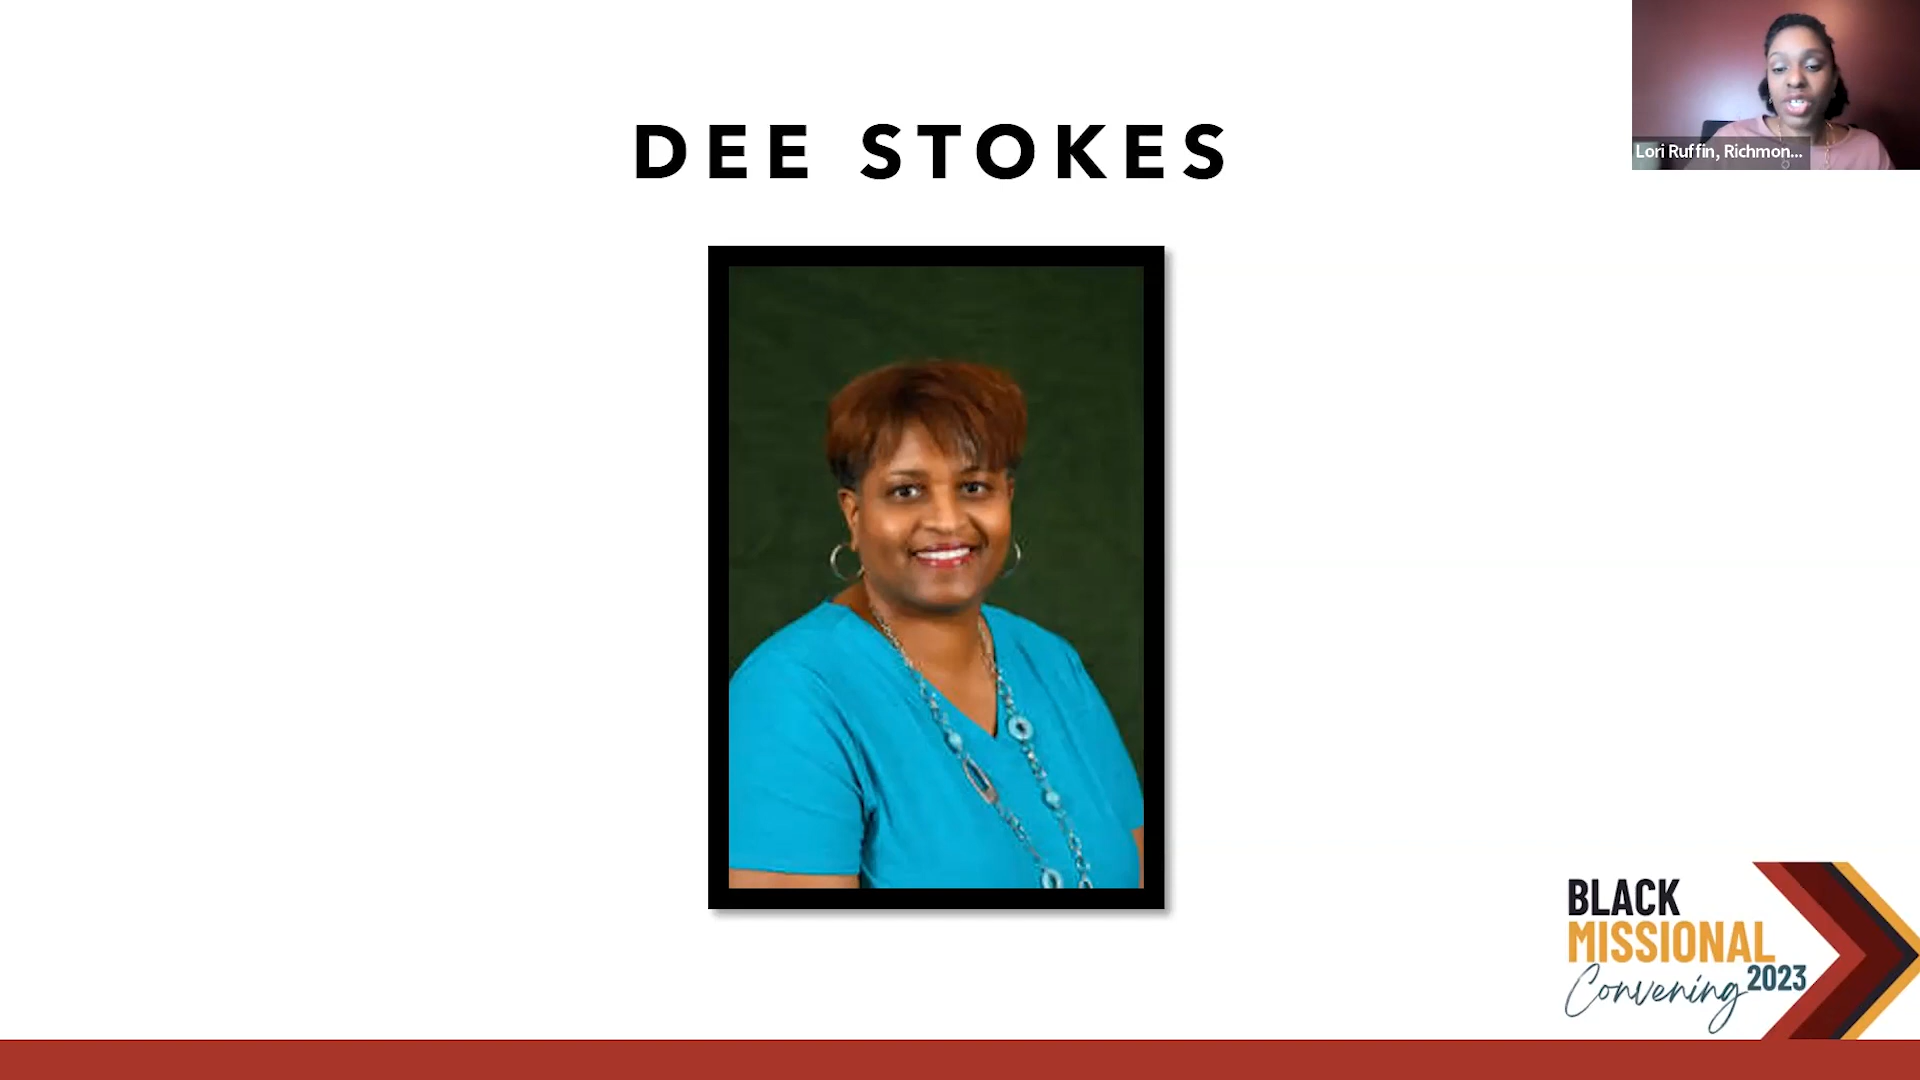 DEE STOKES
Lori Ruffin, Richmon...
BLACK
MISSIONAL
Convening 2023